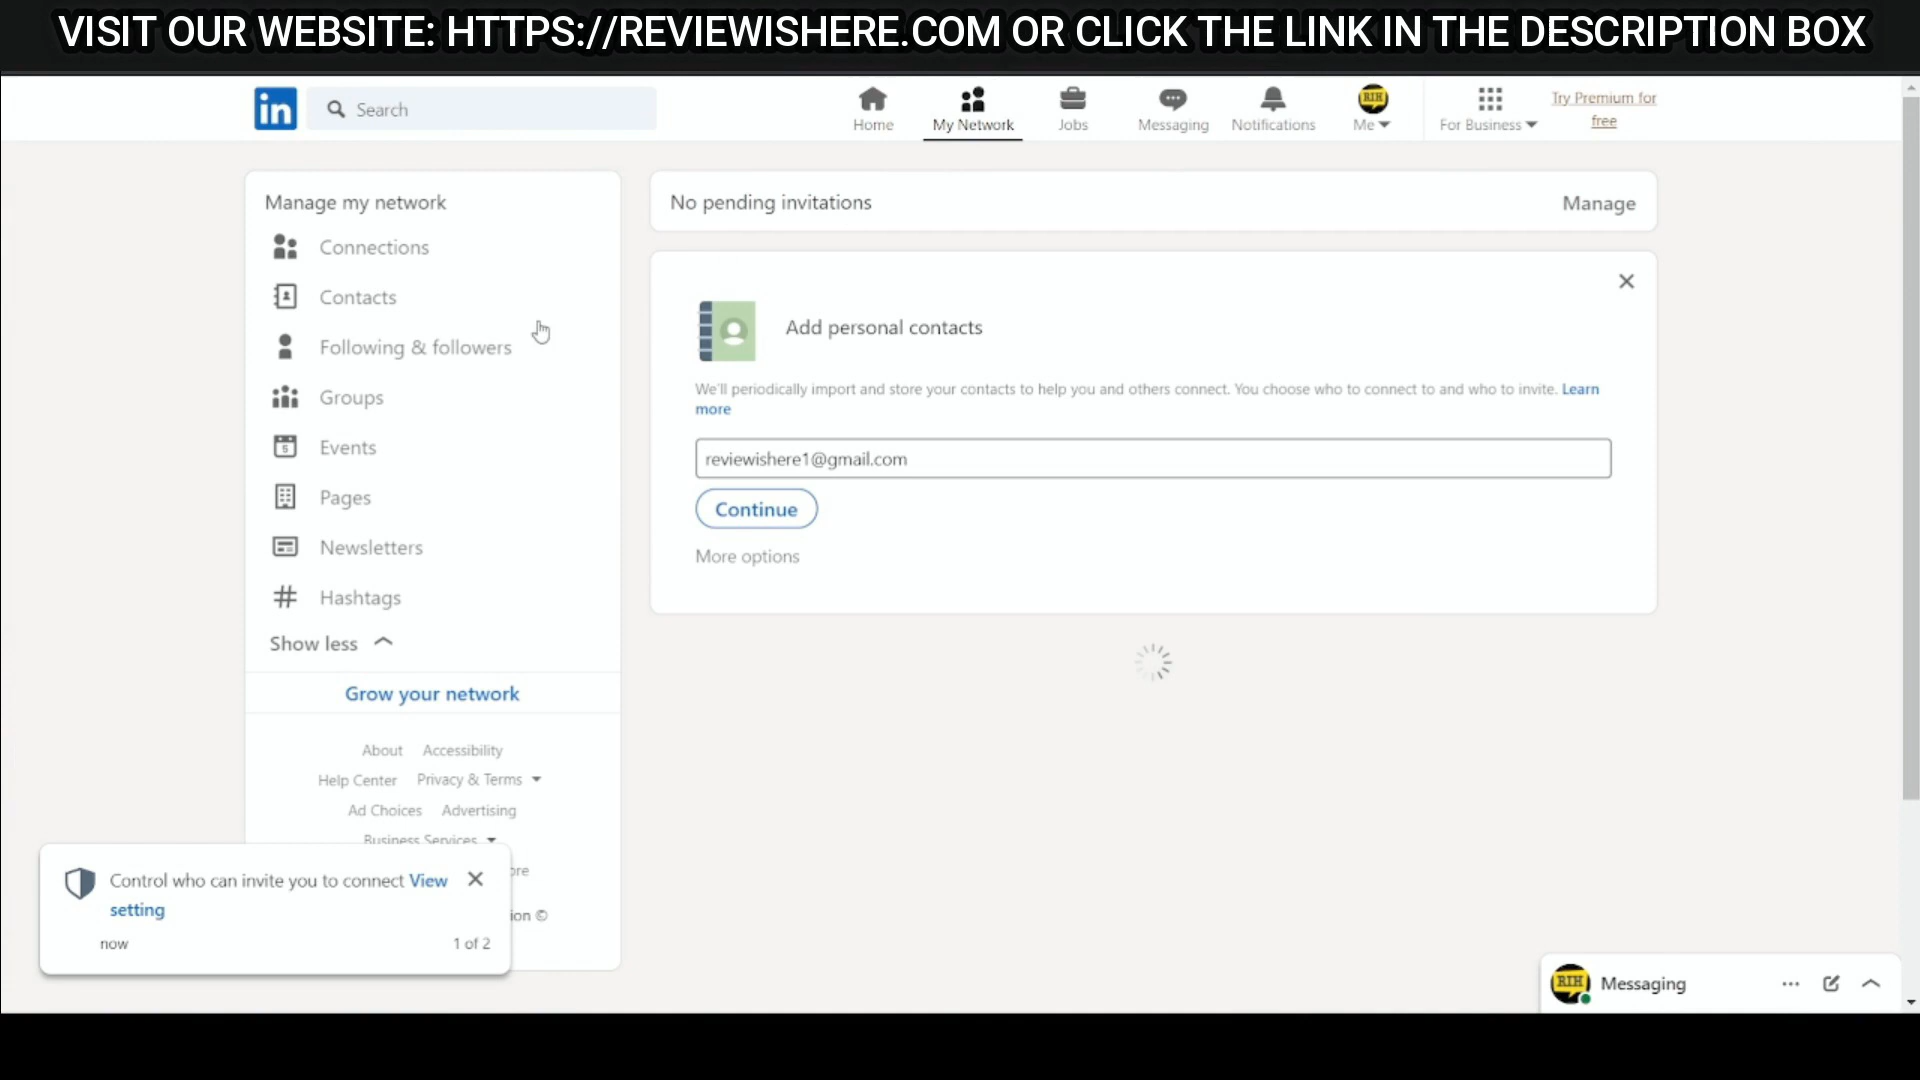 VISIT OUR WEBSITE: HTTPS://REVIEWISHERE.COM OR CLICK THE LINK IN THE DESCRIPTION BOX
in
Search
Home
My Network
Jobs
Messaging
Notifications
RIH
Me
For Business
Try Premium for
free
Manage my network
Connections
Contacts
Following & followers
Groups
5
Events
Pages
Newsletters
Hashtags
Show less
Grow your network
About Accessibility
Help Center Privacy & Terms
Ad Choices Advertising
Business Services
ore
ion ©
No pending invitations
Manage
Add personal contacts
We'll periodically import and store your contacts to help you and others connect. You choose who to connect to and who to invite. Learn
more
reviewishere1@gmail.com
Continue
More options
Control who can invite you to connect View
setting
now
1 of 2
RIH
Messaging